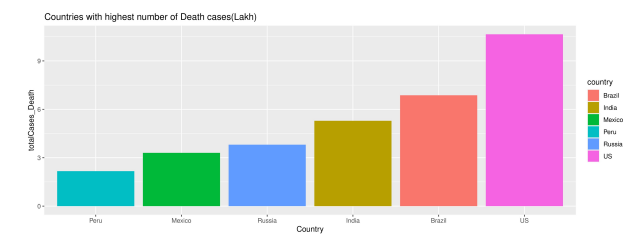 Countries with highest number of Death cases(Lakh)
totalCases_Death
9
6
3
0
Peru
Mexico
Russia
India
Brazil
US
Country
country
Brazil
India
Mexico
Peru
Russia
US